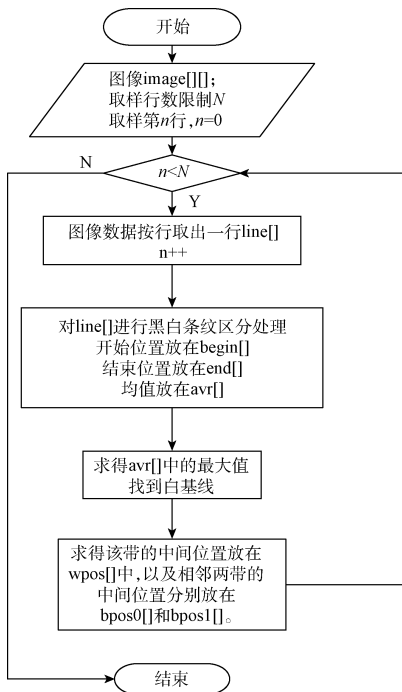 开始
图像image[][];
取样行数限制N
取样第n行,n=0
N
n<N
Y
图像数据按行取出一行line[]
n++
对line[]进行黑白条纹区分处理
开始位置放在begin[]
结束位置放在end[]
均值放在avr[]
求得avr[]中的最大值
找到白基线
求得该带的中间位置放在
wpos[]中,以及相邻两带的
中间位置分别放在
bpos0[]和bpos1[]。
结束